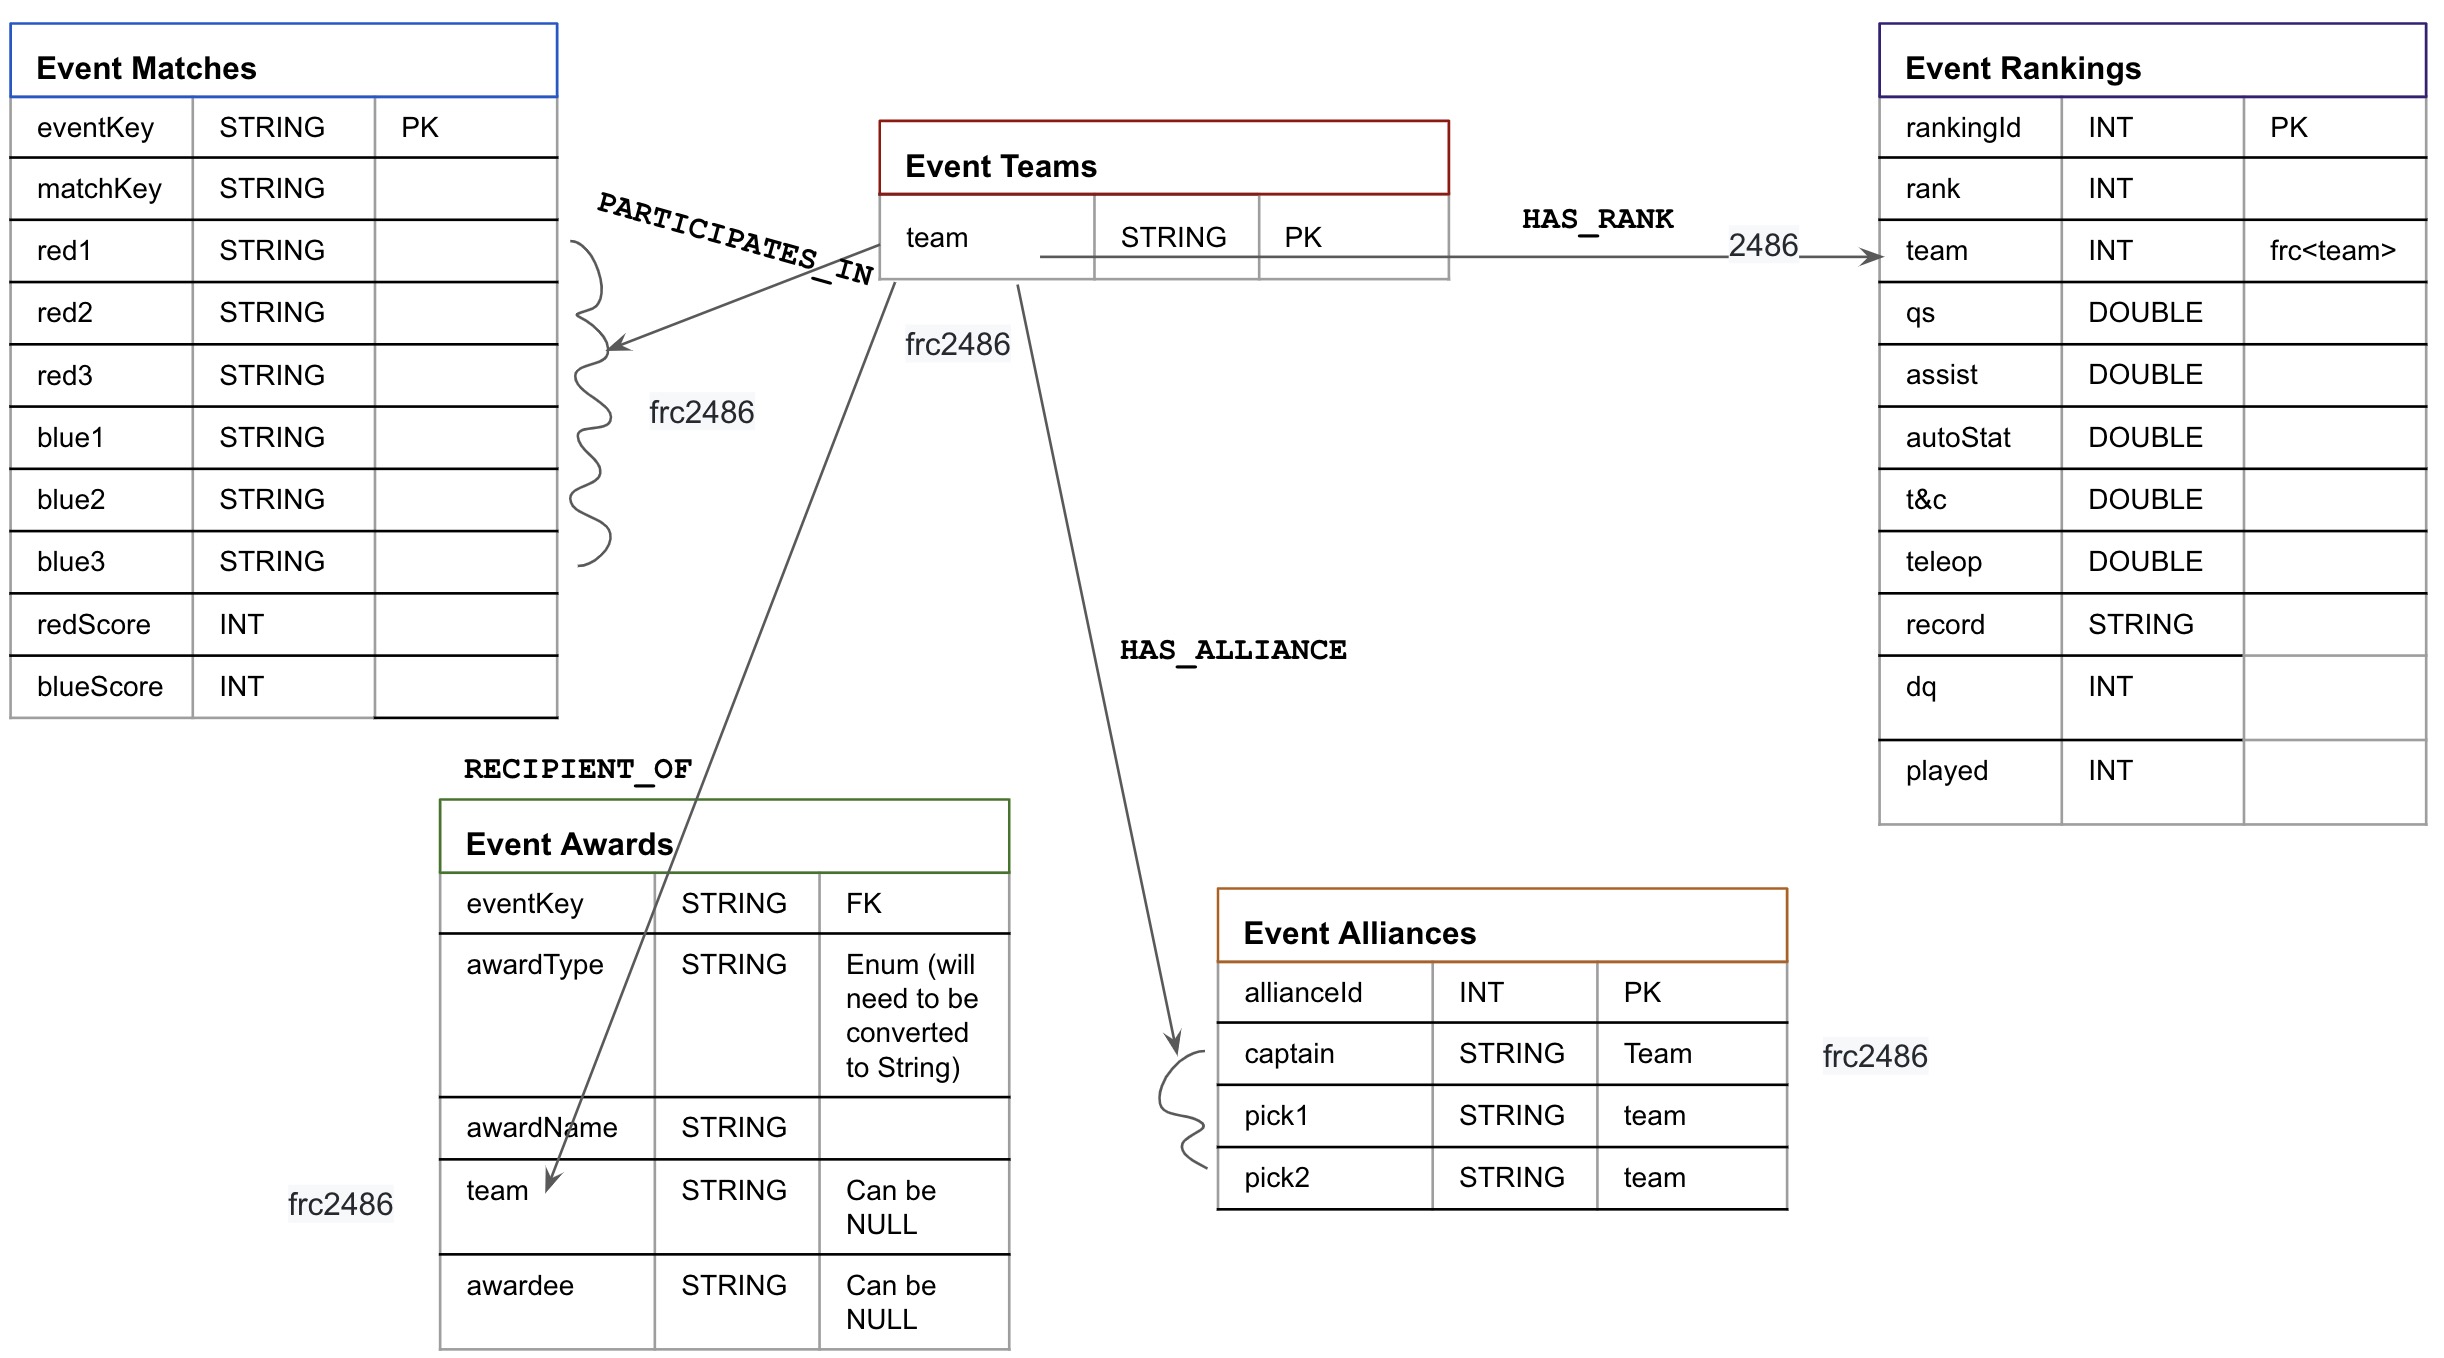 Event Matches
eventKey STRING PK
matchKey STRING
red1 STRING
red2 STRING
red3 STRING
blue1 STRING
blue2 STRING
blue3 STRING
redScore INT
blueScore INT
PARTICIPATES_IN
frc2486
Event Teams
team STRING PK
frc2486
HAS_RANK
2486
Event Rankings
rankingId INT PK
rank INT
team INT frc<team>
qs DOUBLE
assist DOUBLE
autoStat DOUBLE
t&c DOUBLE
teleop DOUBLE
record STRING
dq INT
played INT
HAS_ALLIANCE
RECIPIENT_OF
Event Awards
eventKey STRING FK
awardType STRING Enum (will
need to be
converted
to String)
awardName STRING
team STRING Can be
NULL
awardee STRING Can be
NULL
frc2486
Event Alliances
allianceId INT PK
captain STRING Team
pick1 STRING team
pick2 STRING team
frc2486